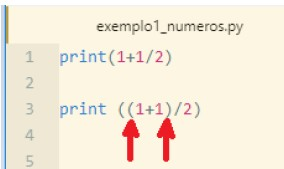 exemplo1_numeros.py
1 print(1+1/2)
2
3 print ((1+1)/2)
4
5